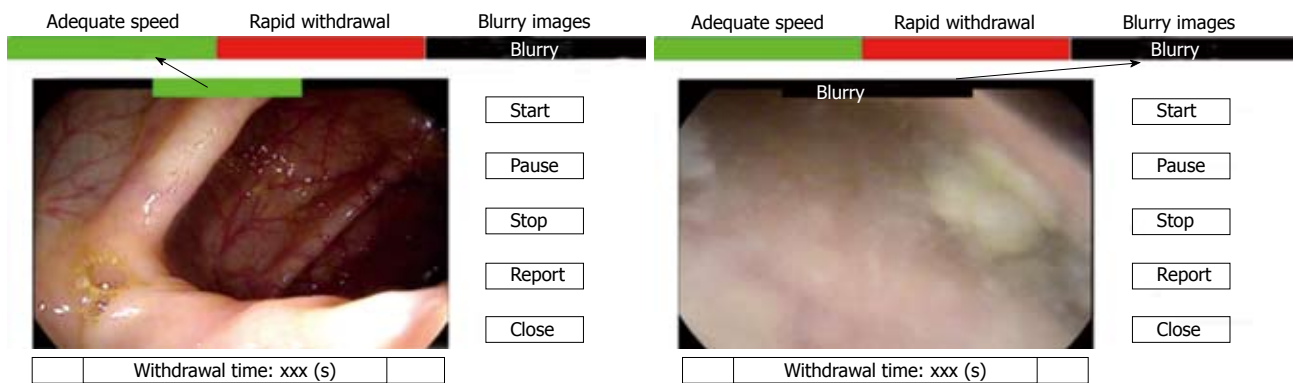 Adequate speed Rapid withdrawal Blurry images
Blurry
Start
Pause
Stop
Report
Close
Withdrawal time: xxx (s)
Adequate speed Rapid withdrawal Blurry images
Blurry
Blurry
Start
Pause
Stop
Report
Close
Withdrawal time: xxx (s)